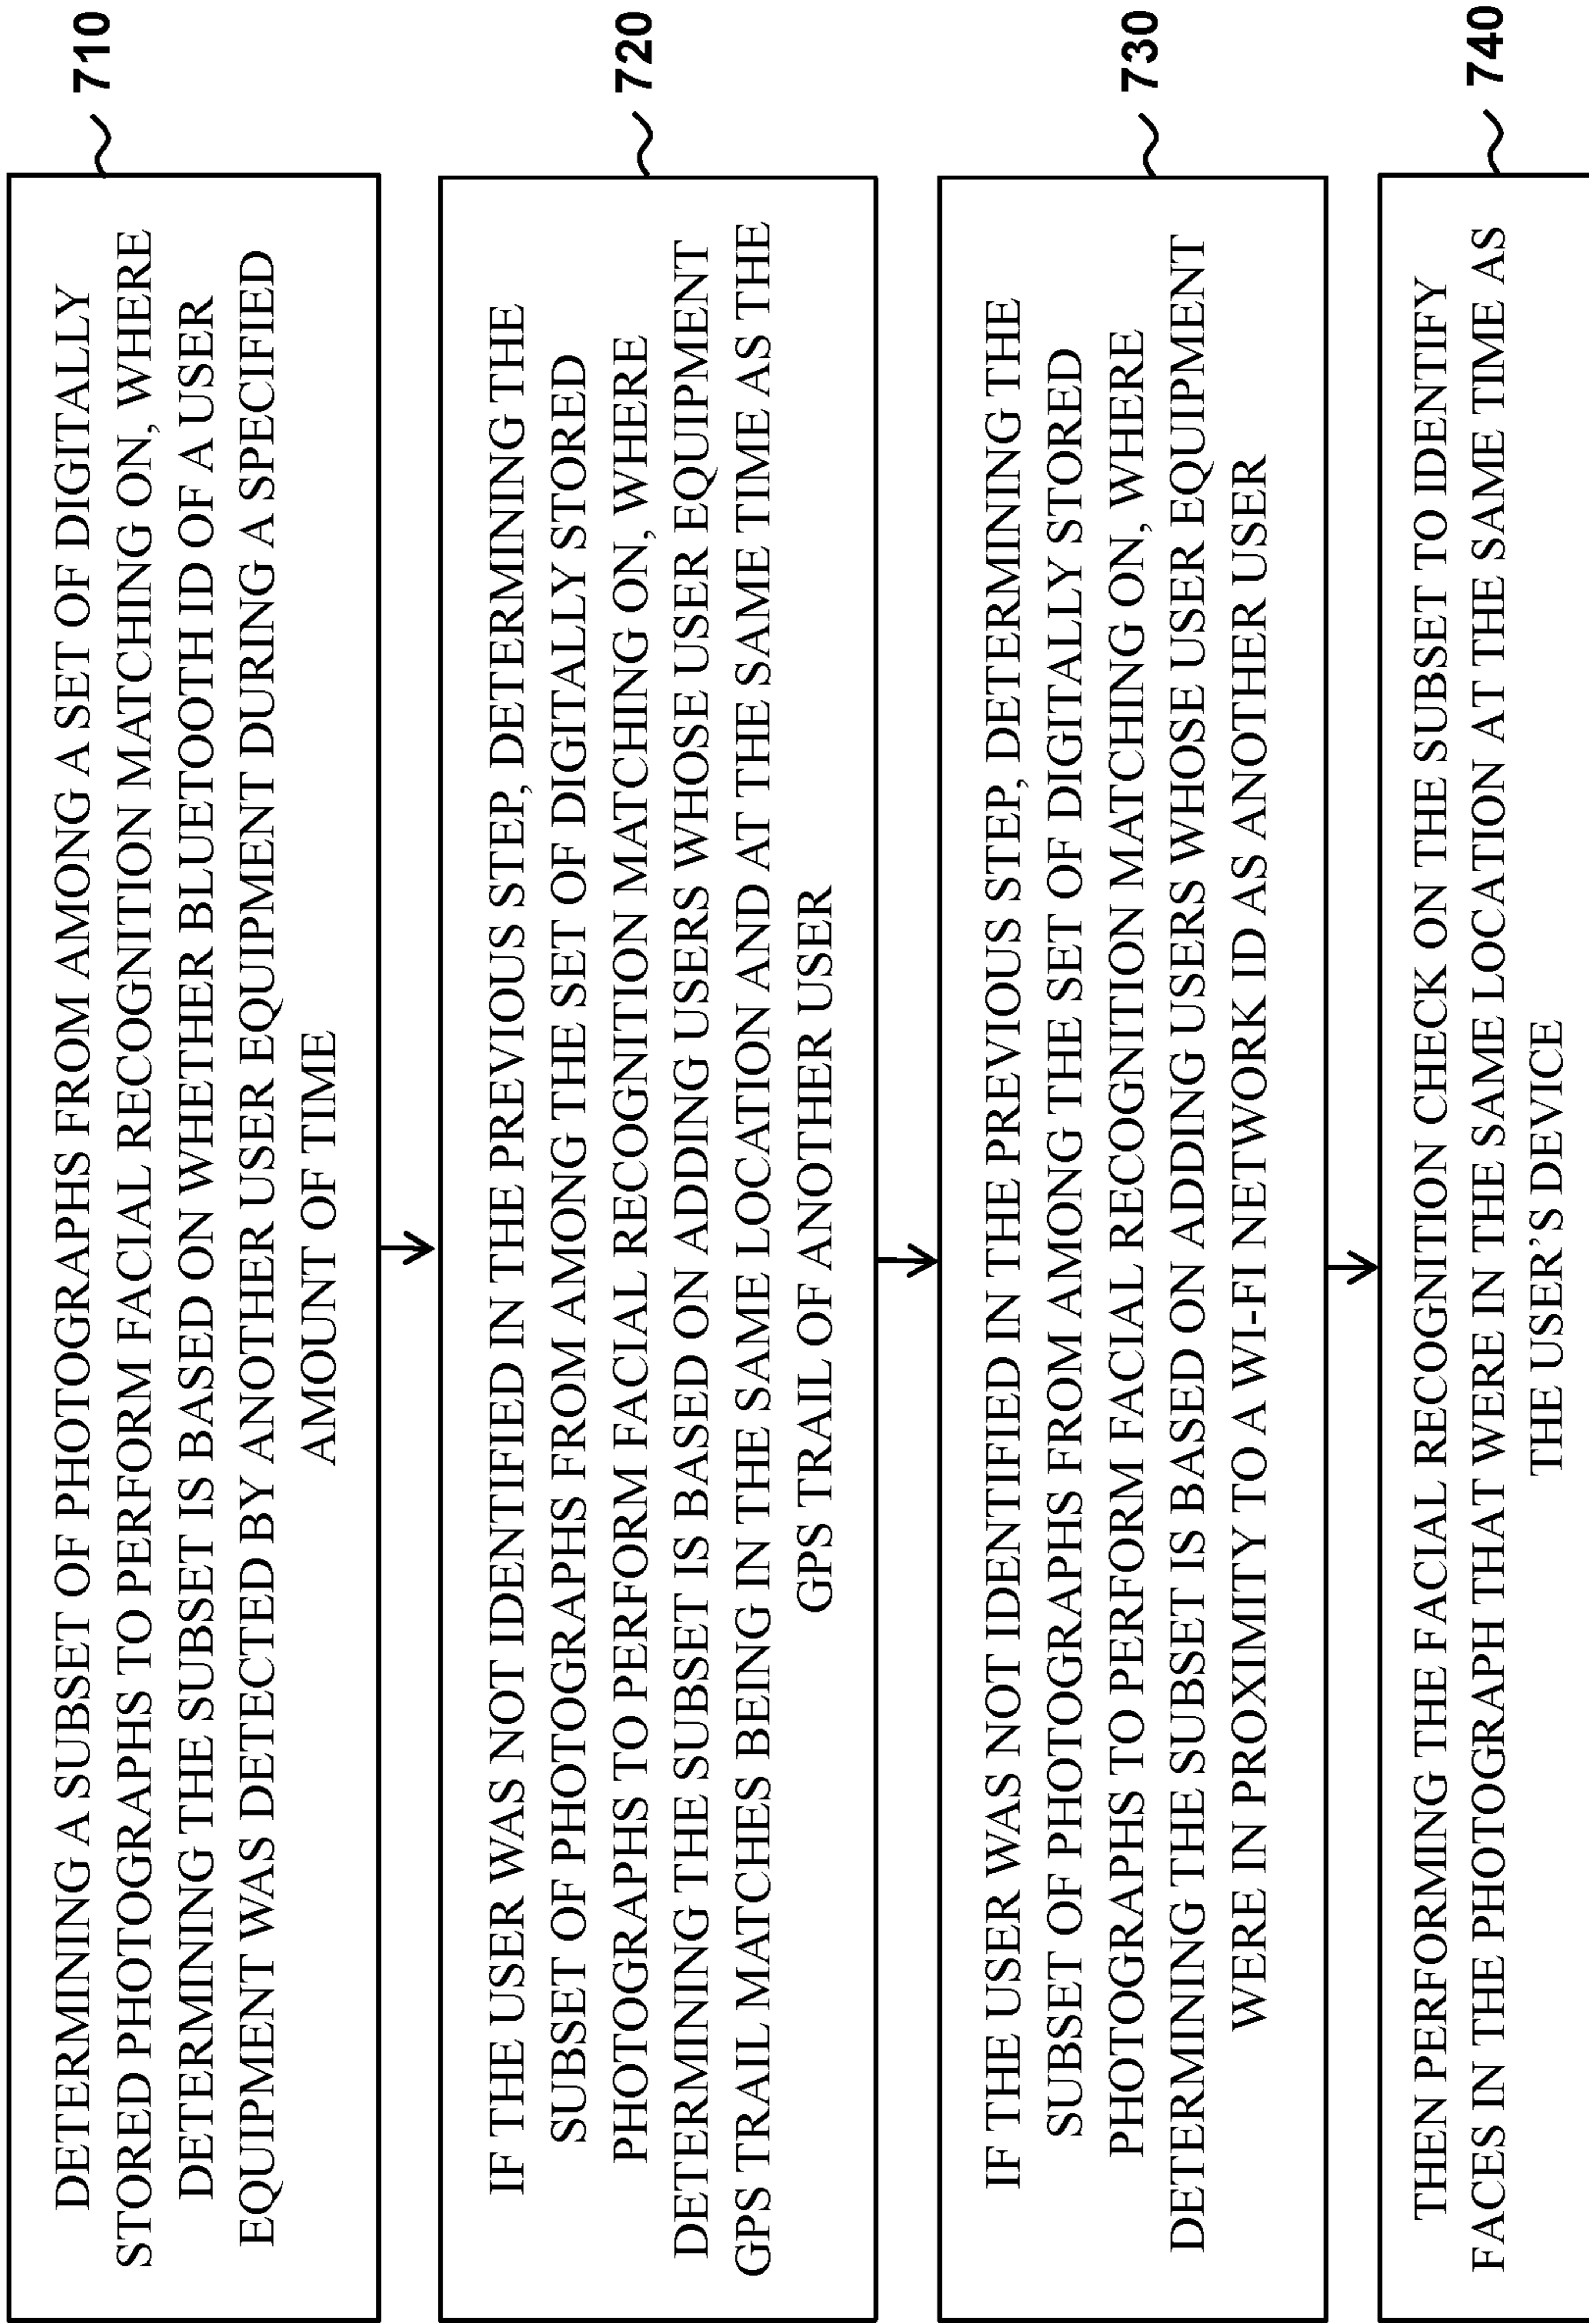 DETERMINING A SUBSET OF PHOTOGRAPHS FROM AMONG A SET OF DIGITALLY
STORED PHOTOGRAPHS TO PERFORM FACIAL RECOGNITION MATCHING ON, WHERE
DETERMINING THE SUBSET IS BASED ON WHETHER BLUETOOTH ID OF A USER
EQUIPMENT WAS DETECTED BY ANOTHER USER EQUIPMENT DURING A SPECIFIED
AMOUNT OF TIME
710
IF THE USER WAS NOT IDENTIFIED IN THE PREVIOUS STEP, DETERMINING THE
SUBSET OF PHOTOGRAPHS FROM AMONG THE SET OF DIGITALLY STORED
PHOTOGRAPHS TO PERFORM FACIAL RECOGNITION MATCHING ON, WHERE
DETERMINING THE SUBSET IS BASED ON ADDING USERS WHOSE USER EQUIPMENT
GPS TRAIL MATCHES BEING IN THE SAME LOCATION AND AT THE SAME TIME AS THE
GPS TRAIL OF ANOTHER USER
720
IF THE USER WAS NOT IDENTIFIED IN THE PREVIOUS STEP, DETERMINING THE
SUBSET OF PHOTOGRAPHS FROM AMONG THE SET OF DIGITALLY STORED
PHOTOGRAPHS TO PERFORM FACIAL RECOGNITION MATCHING ON, WHERE
DETERMINING THE SUBSET IS BASED ON ADDING USERS WHOSE USER EQUIPMENT
WERE IN PROXIMITY TO A WI-FI NETWORK ID AS ANOTHER USER
730
THEN PERFORMING THE FACIAL RECOGNITION CHECK ON THE SUBSET TO IDENTIFY
FACES IN THE PHOTOGRAPH THAT WERE IN THE SAME LOCATION AT THE SAME TIME AS
THE USER'S DEVICE
740